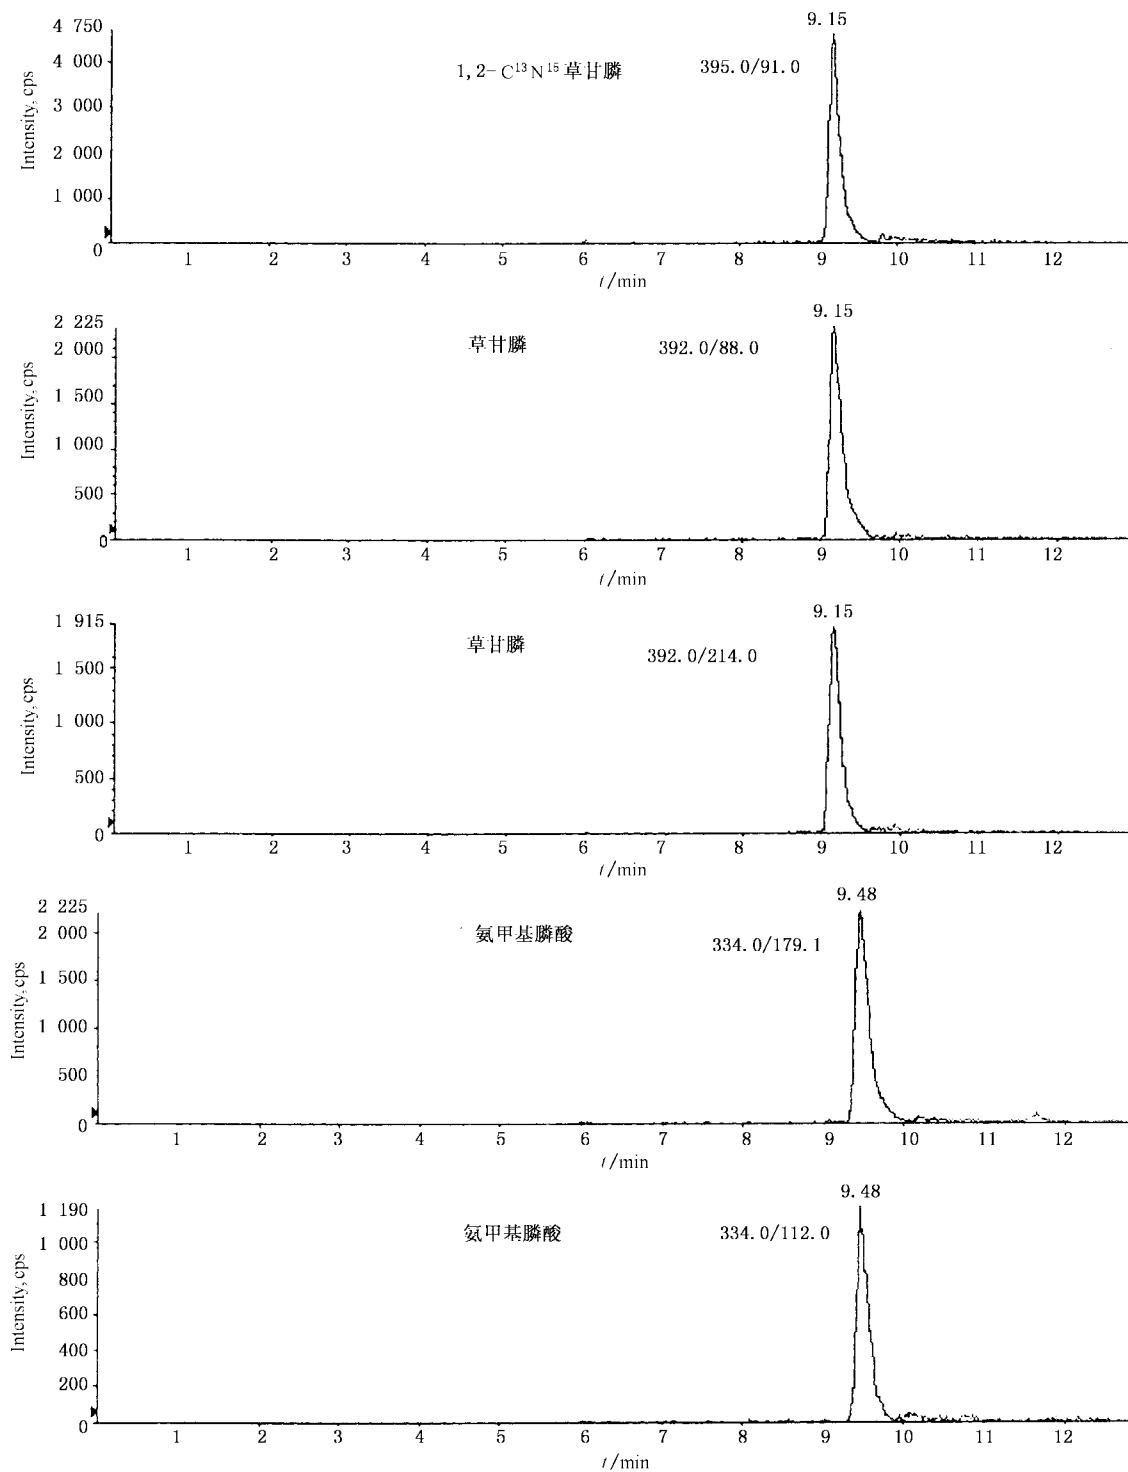 9.15
4 750
1,2-C¹³N¹⁵草甘膦 395.0/91.0
4 000
3 000
2 000
1 000
0
Intensity, cps
1 2 3 4 5 6 7 8 9 10 11 12
t/min
9.15
2 225
草甘膦 392.0/88.0
2 000
1 500
1 000
500
0
Intensity, cps
1 2 3 4 5 6 7 8 9 10 11 12
t/min
9.15
1 915
草甘膦 392.0/214.0
1 500
1 000
500
0
Intensity, cps
1 2 3 4 5 6 7 8 9 10 11 12
t/min
9.48
2 225
氨甲基膦酸 334.0/179.1
2 000
1 500
1 000
500
0
Intensity, cps
1 2 3 4 5 6 7 8 9 10 11 12
t/min
9.48
1 190
氨甲基膦酸 334.0/112.0
1 000
800
600
400
200
0
Intensity, cps
1 2 3 4 5 6 7 8 9 10 11 12
t/min